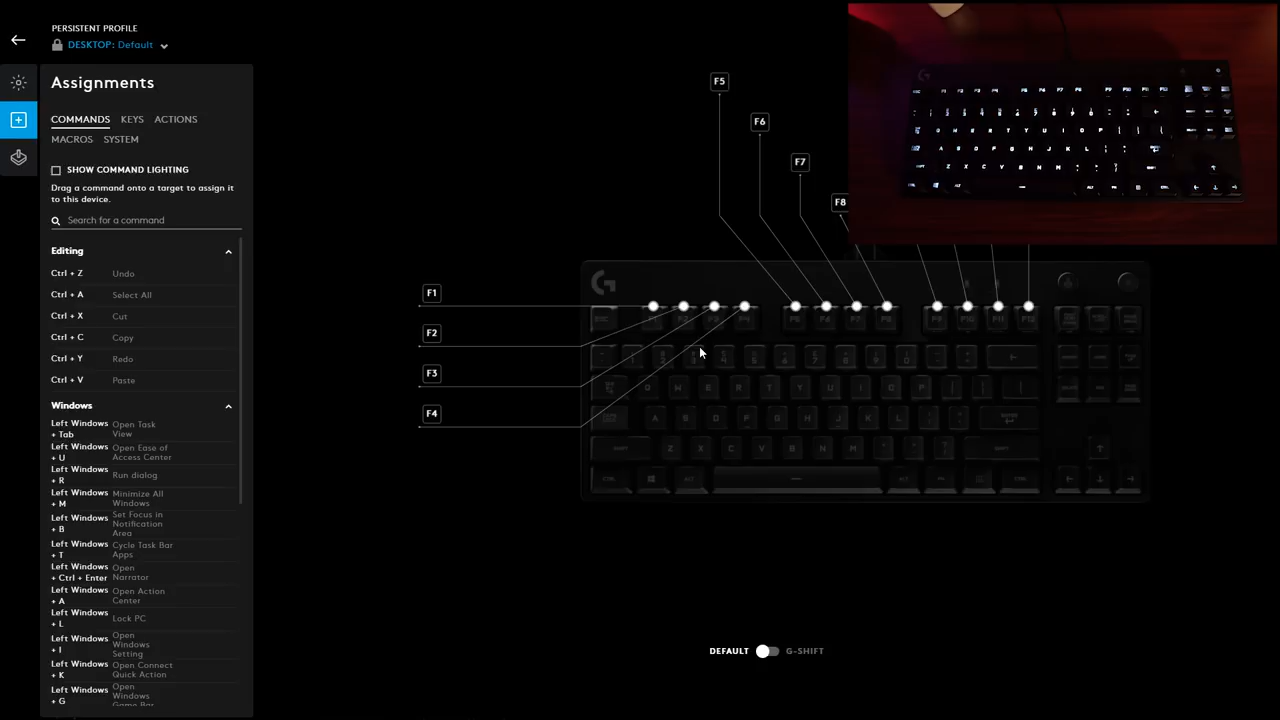 PERSISTENT PROFILE
DESKTOP: Default
Assignments
COMMANDS KEYS ACTIONS
MACROS SYSTEM
SHOW COMMAND LIGHTING
Drag a command onto a target to assign it
to this device.
Search for a command
Editing
Ctrl + Z Undo
Ctrl + A Select All
Ctrl + X Cut
Ctrl + C Copy
Ctrl + Y Redo
Ctrl + V Paste
Windows
Left Windows + Tab Open Task View
Left Windows + U Open Ease of Access Center
Left Windows + R Run dialog
Left Windows + M Minimize All Windows
Left Windows + B Set Focus in Notification Area
Left Windows + T Cycle Task Bar Apps
Left Windows + Ctrl + Enter Open Narrator
Left Windows + A Open Action Center
Left Windows + L Lock PC
Left Windows + I Open Windows Setting
Left Windows + K Open Connect Quick Action
Left Windows + G Open Windows Game Bar
F5
F6
F7
F8
F1
F2
F3
F4
DEFAULT G-SHIFT